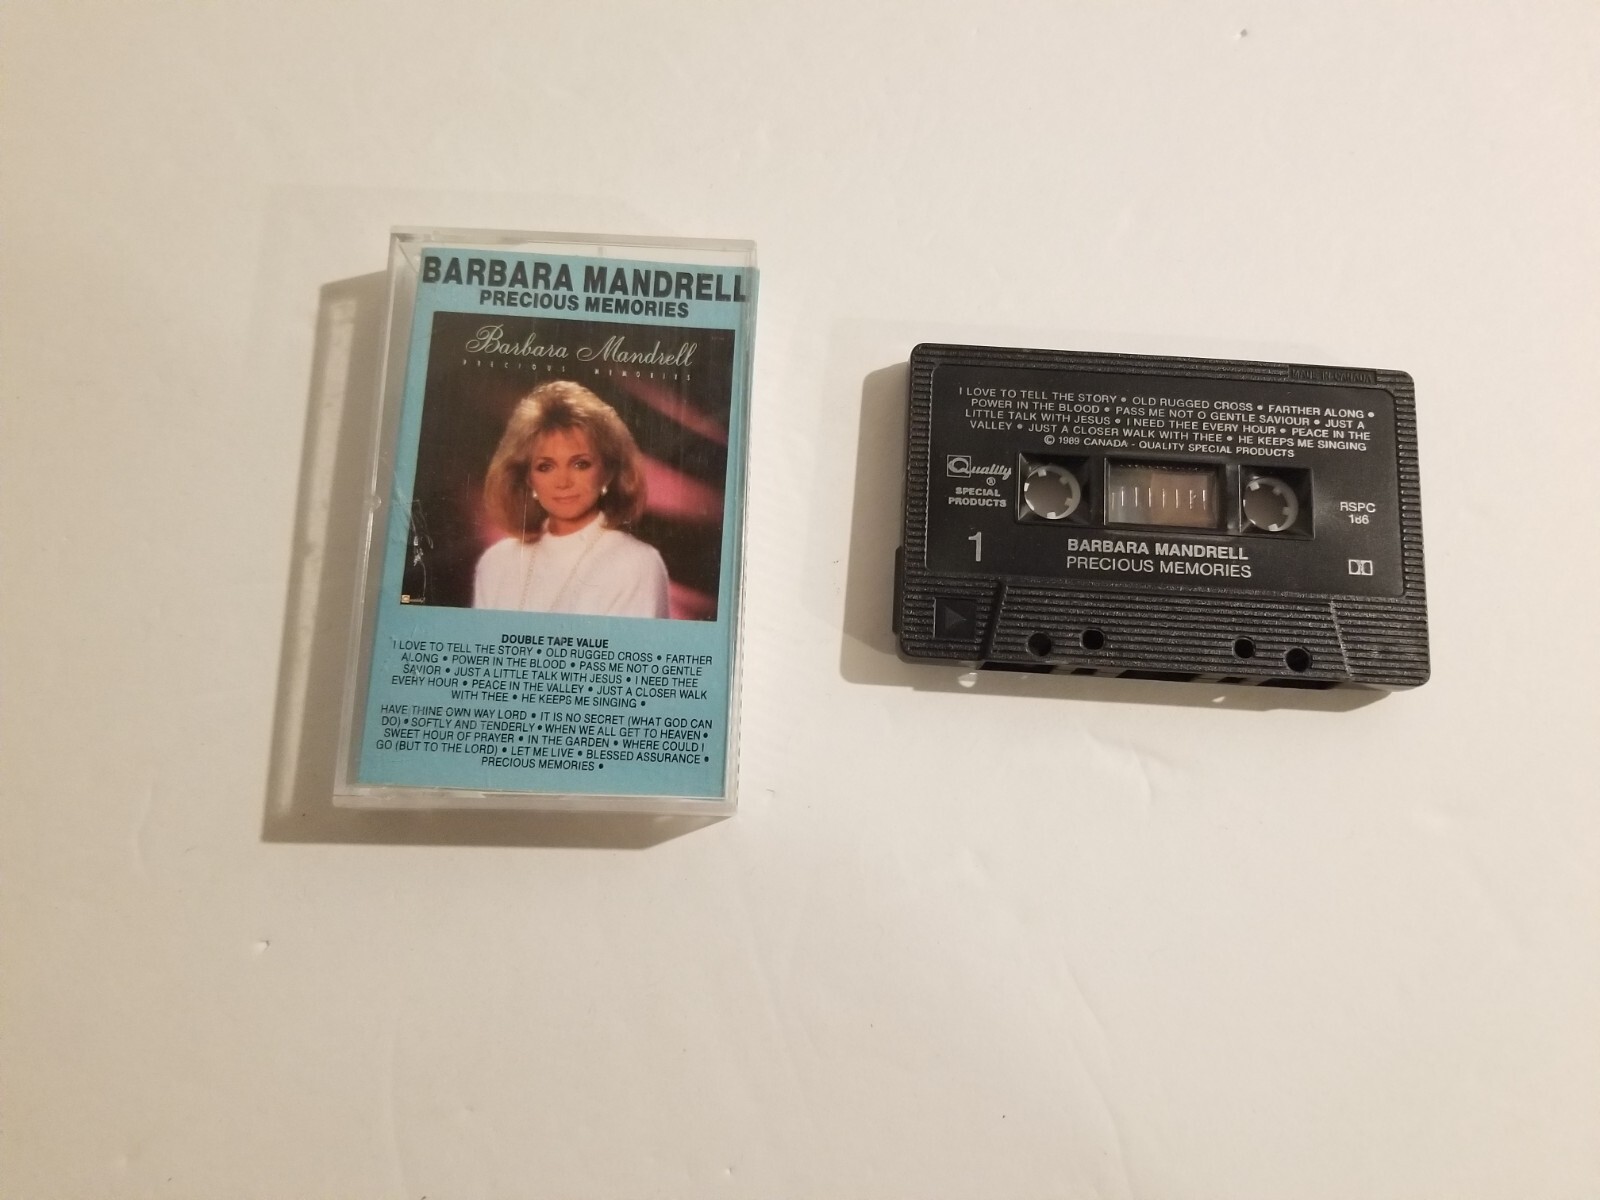 BARBARA MANDRELL
PRECIOUS MEMORIES
Barbara Mandrell
PRECIOUS MEMORIES
DOUBLE TAPE VALUE
I LOVE TO TELL THE STORY • OLD RUGGED CROSS • FARTHER
ALONG • POWER IN THE BLOOD • PASS ME NOT O GENTLE
SAVIOR • JUST A LITTLE TALK WITH JESUS • I NEED THEE
EVERY HOUR • PEACE IN THE VALLEY • JUST A CLOSER WALK
WITH THEE • HE KEEPS ME SINGING •
HAVE THINE OWN WAY LORD • IT IS NO SECRET (WHAT GOD CAN
DO) • SOFTLY AND TENDERLY • WHEN WE ALL GET TO HEAVEN •
SWEET HOUR OF PRAYER • IN THE GARDEN • WHERE COULD I
GO (BUT TO THE LORD) • LET ME LIVE • BLESSED ASSURANCE •
PRECIOUS MEMORIES •
MADE IN CANADA
I LOVE TO TELL THE STORY • OLD RUGGED CROSS • FARTHER ALONG •
POWER IN THE BLOOD • PASS ME NOT O GENTLE SAVIOUR • JUST A
LITTLE TALK WITH JESUS • I NEED THEE EVERY HOUR • PEACE IN THE
VALLEY • JUST A CLOSER WALK WITH THEE • HE KEEPS ME SINGING
© 1989 CANADA - QUALITY SPECIAL PRODUCTS
Quality
®
SPECIAL
PRODUCTS
RSPC
186
1
BARBARA MANDRELL
PRECIOUS MEMORIES